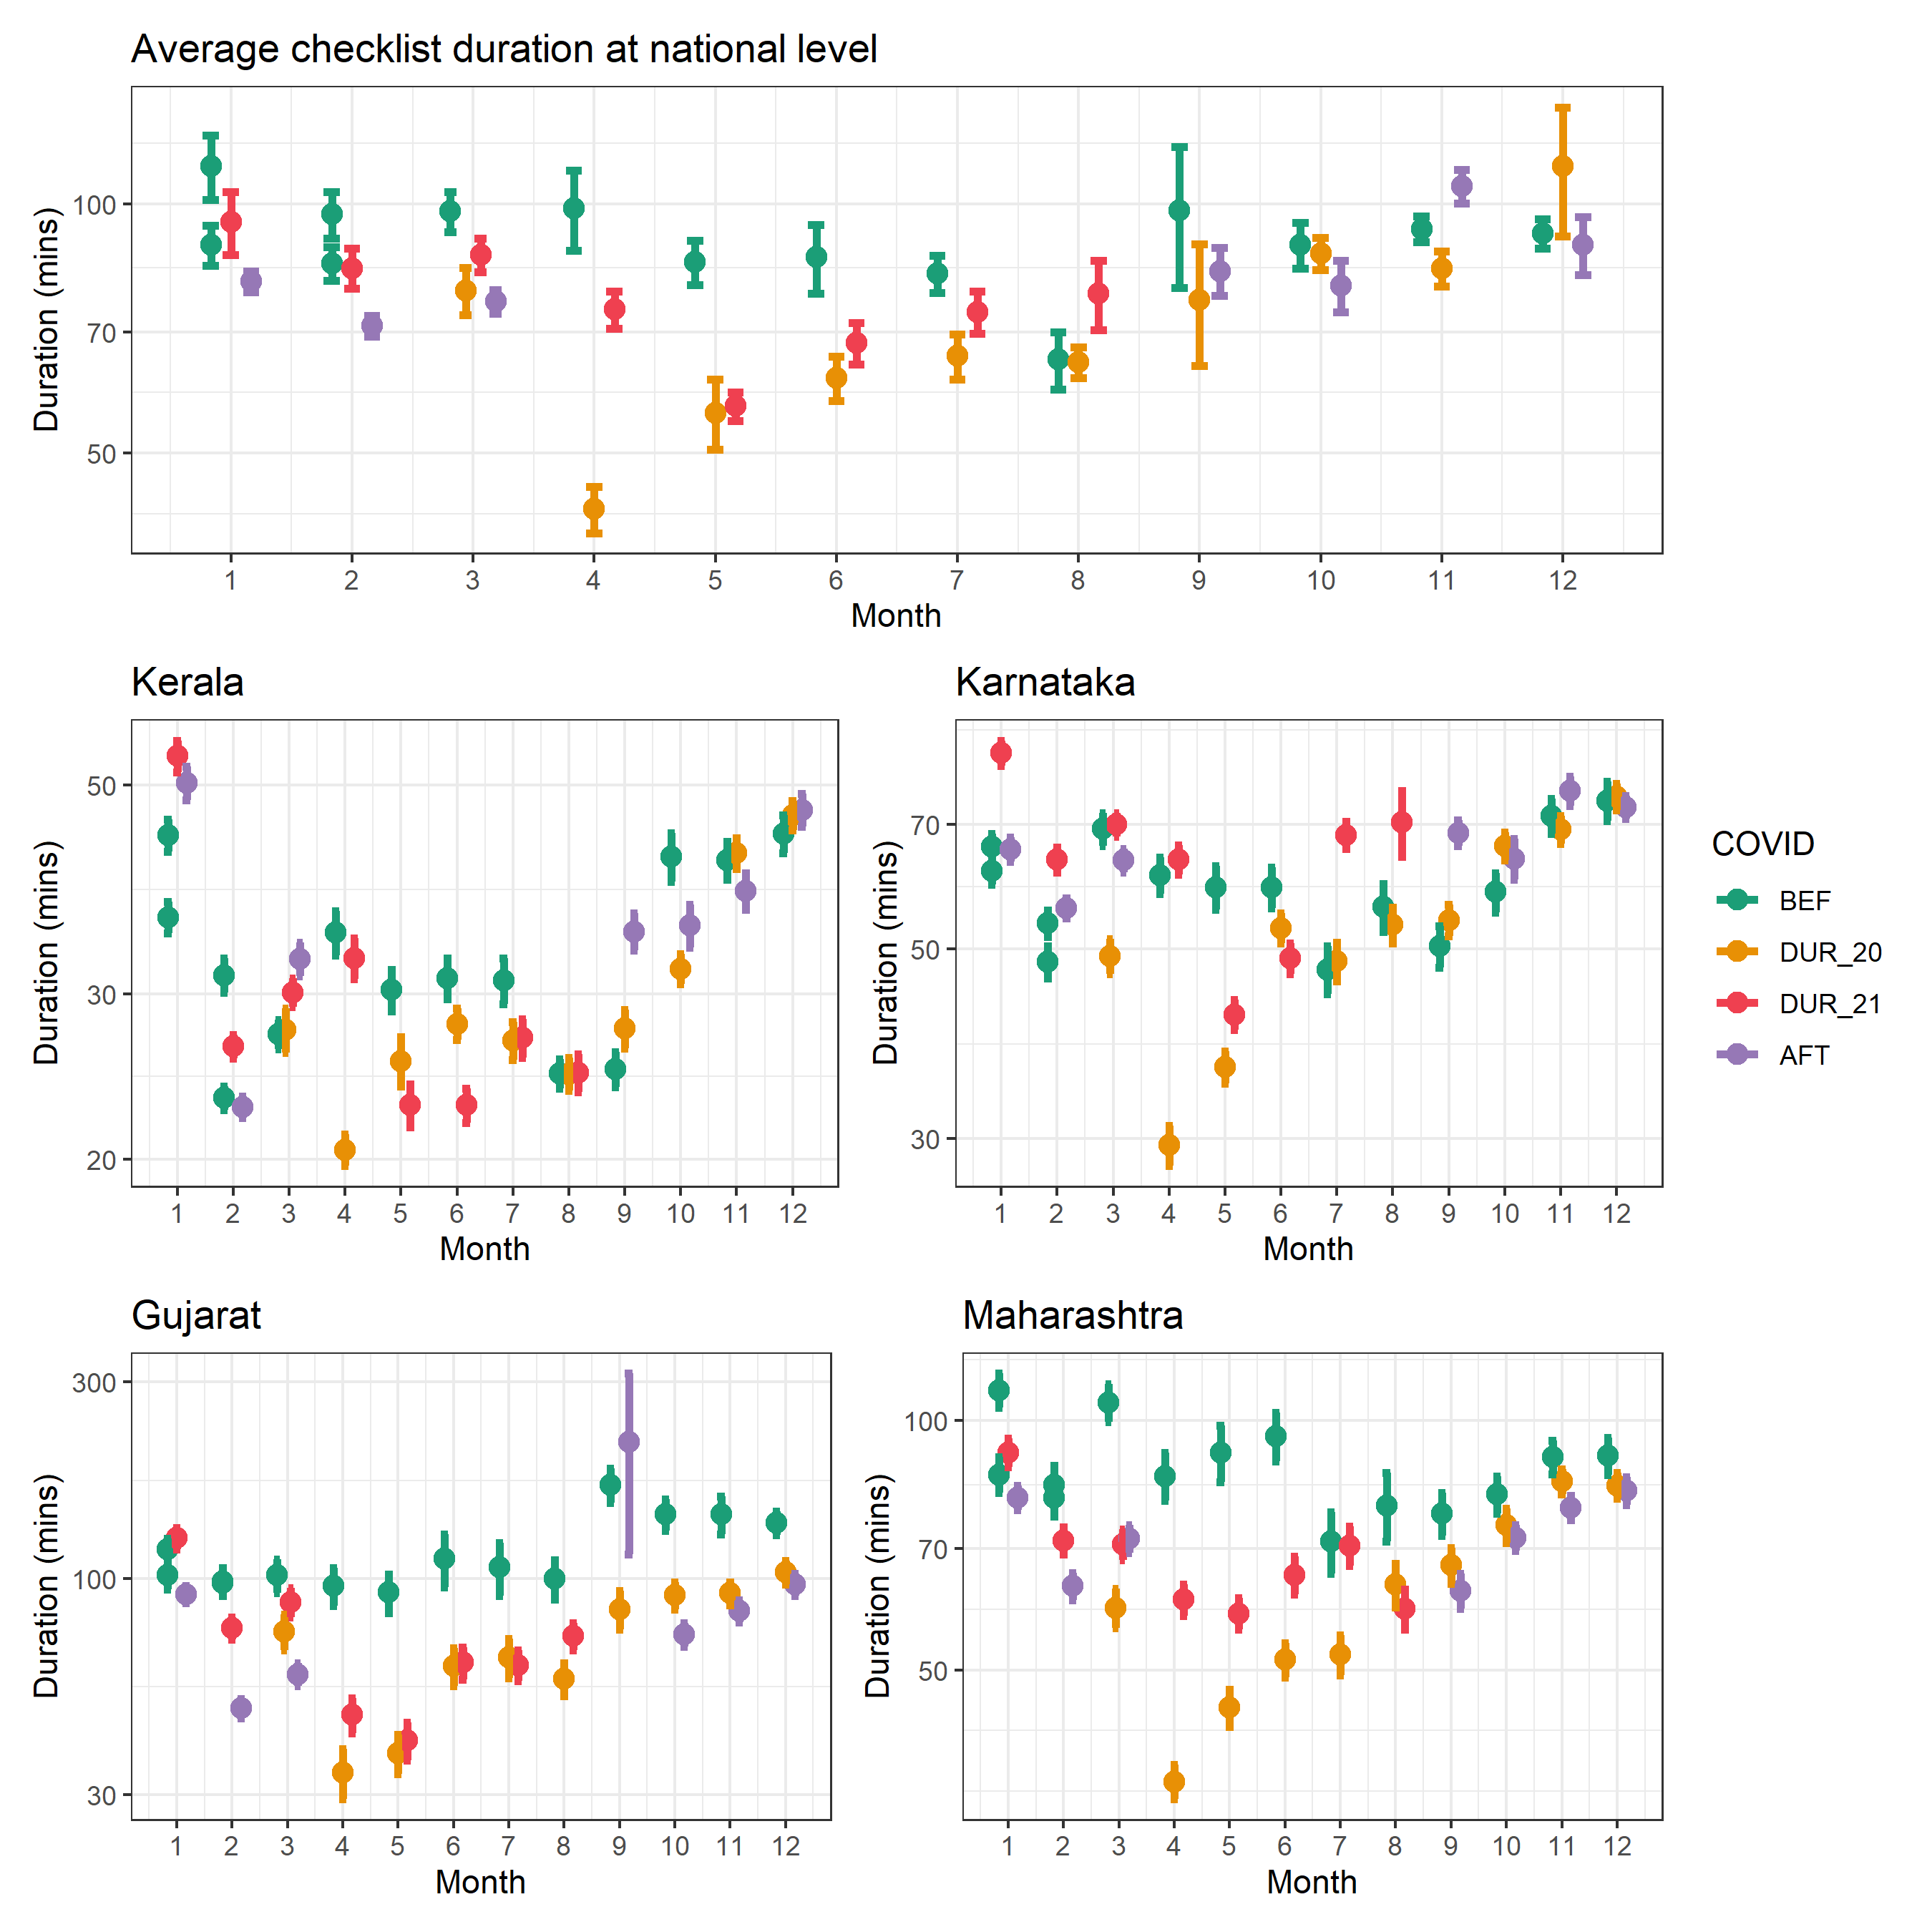 Average checklist duration at national level
Duration (mins)
100
70
50
1 2 3 4 5 6 7 8 9 10 11 12
Month
Kerala
Duration (mins)
50
30
20
1 2 3 4 5 6 7 8 9 10 11 12
Month
Karnataka
Duration (mins)
70
50
30
1 2 3 4 5 6 7 8 9 10 11 12
Month
COVID
BEF
DUR_20
DUR_21
AFT
Gujarat
Duration (mins)
300
100
30
1 2 3 4 5 6 7 8 9 10 11 12
Month
Maharashtra
Duration (mins)
100
70
50
1 2 3 4 5 6 7 8 9 10 11 12
Month